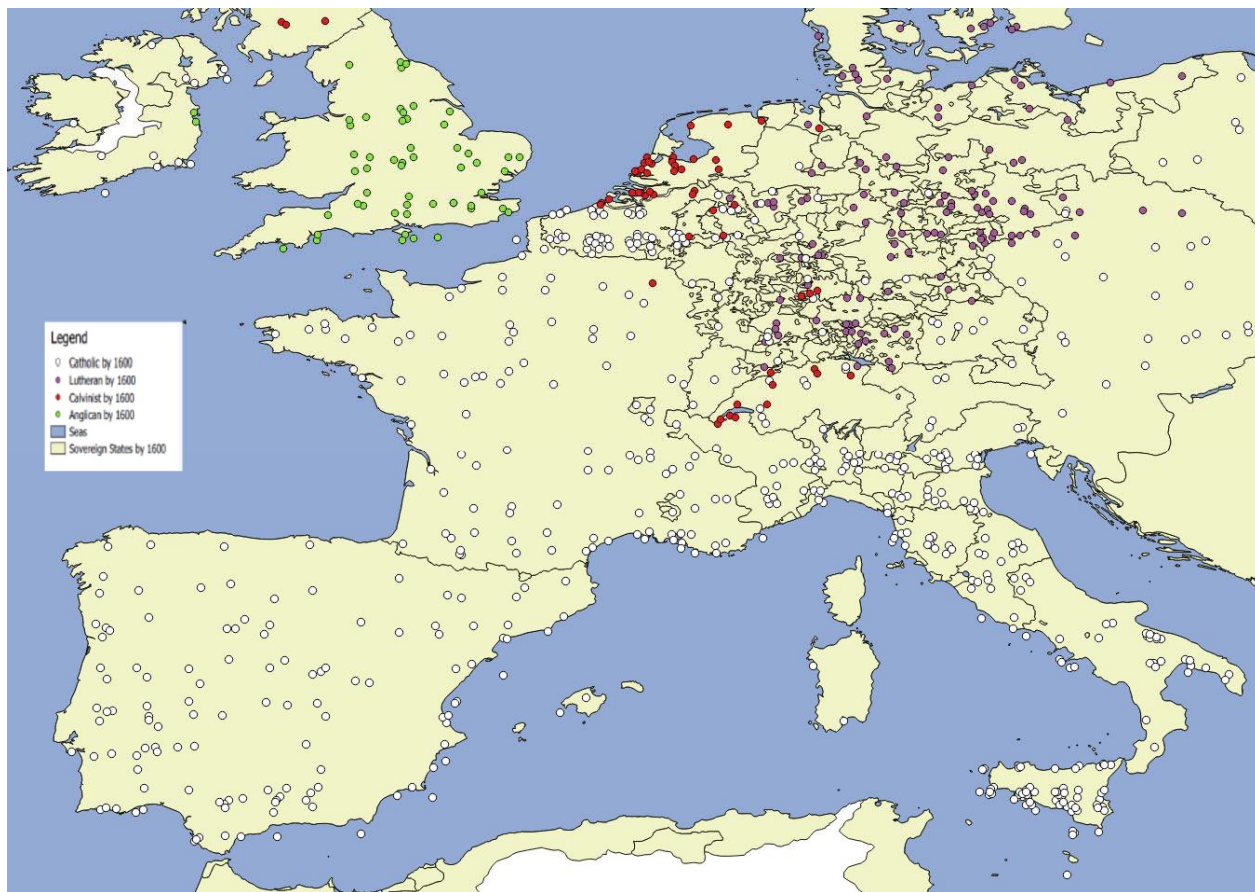 Legend
Catholic by 1600
Lutheran by 1600
Calvinist by 1600
Anglican by 1600
Seas
Sovereign States by 1600